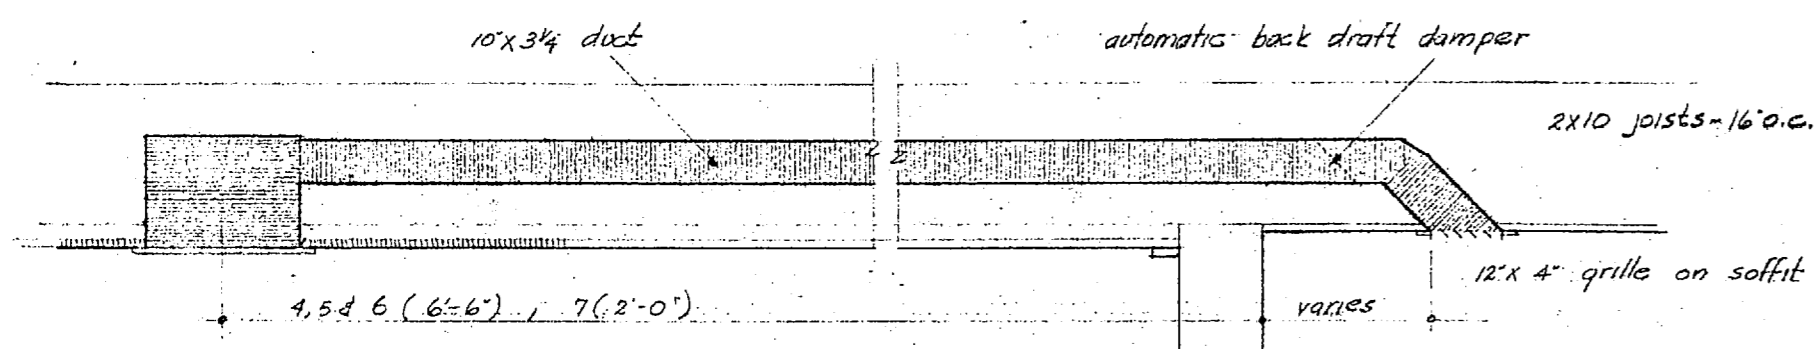 10"x 3¼ duct
automatic back draft damper
2x10 joists - 16"o.c.
12"x 4" grille on soffit
4,5 & 6 (6'-6") , 7(2'-0")
varies